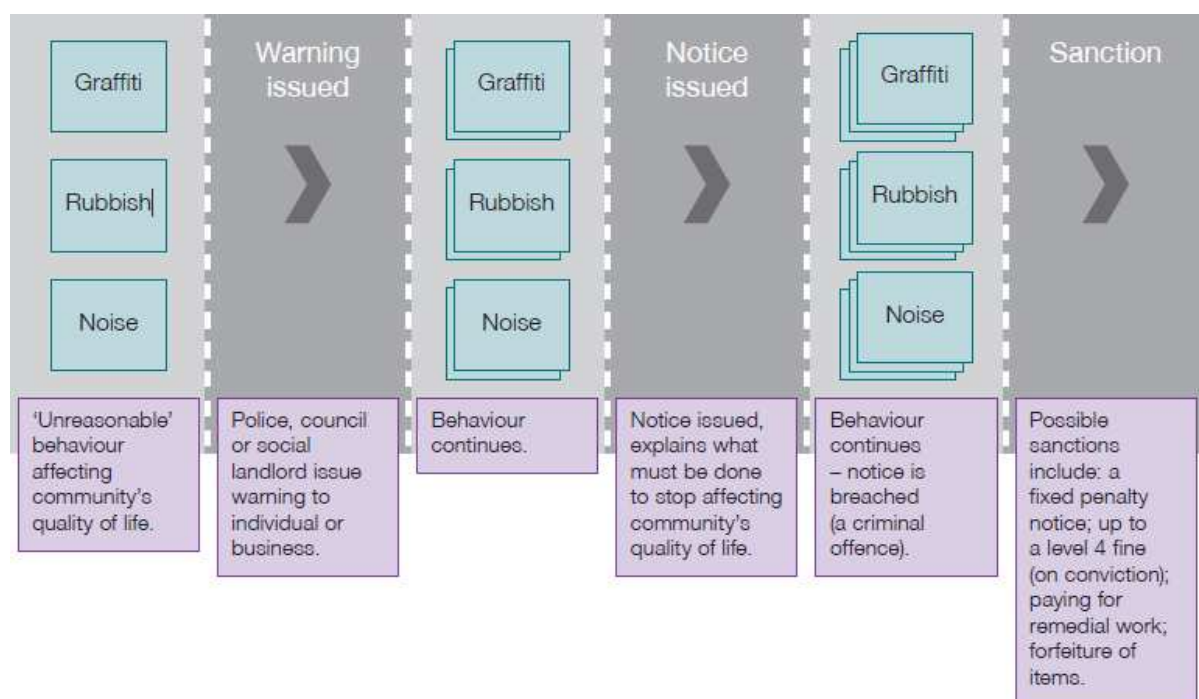 Graffiti
Rubbish
Noise
Warning
issued
Graffiti
Rubbish
Noise
Notice
issued
Graffiti
Rubbish
Noise
Sanction
‘Unreasonable’
behaviour
affecting
community’s
quality of life.
Police, council
or social
landlord issue
warning to
individual or
business.
Behaviour
continues.
Notice issued,
explains what
must be done
to stop affecting
community’s
quality of life.
Behaviour
continues
– notice is
breached
(a criminal
offence).
Possible
sanctions
include: a
fixed penalty
notice; up to
a level 4 fine
(on conviction);
paying for
remedial work;
forfeiture of
items.